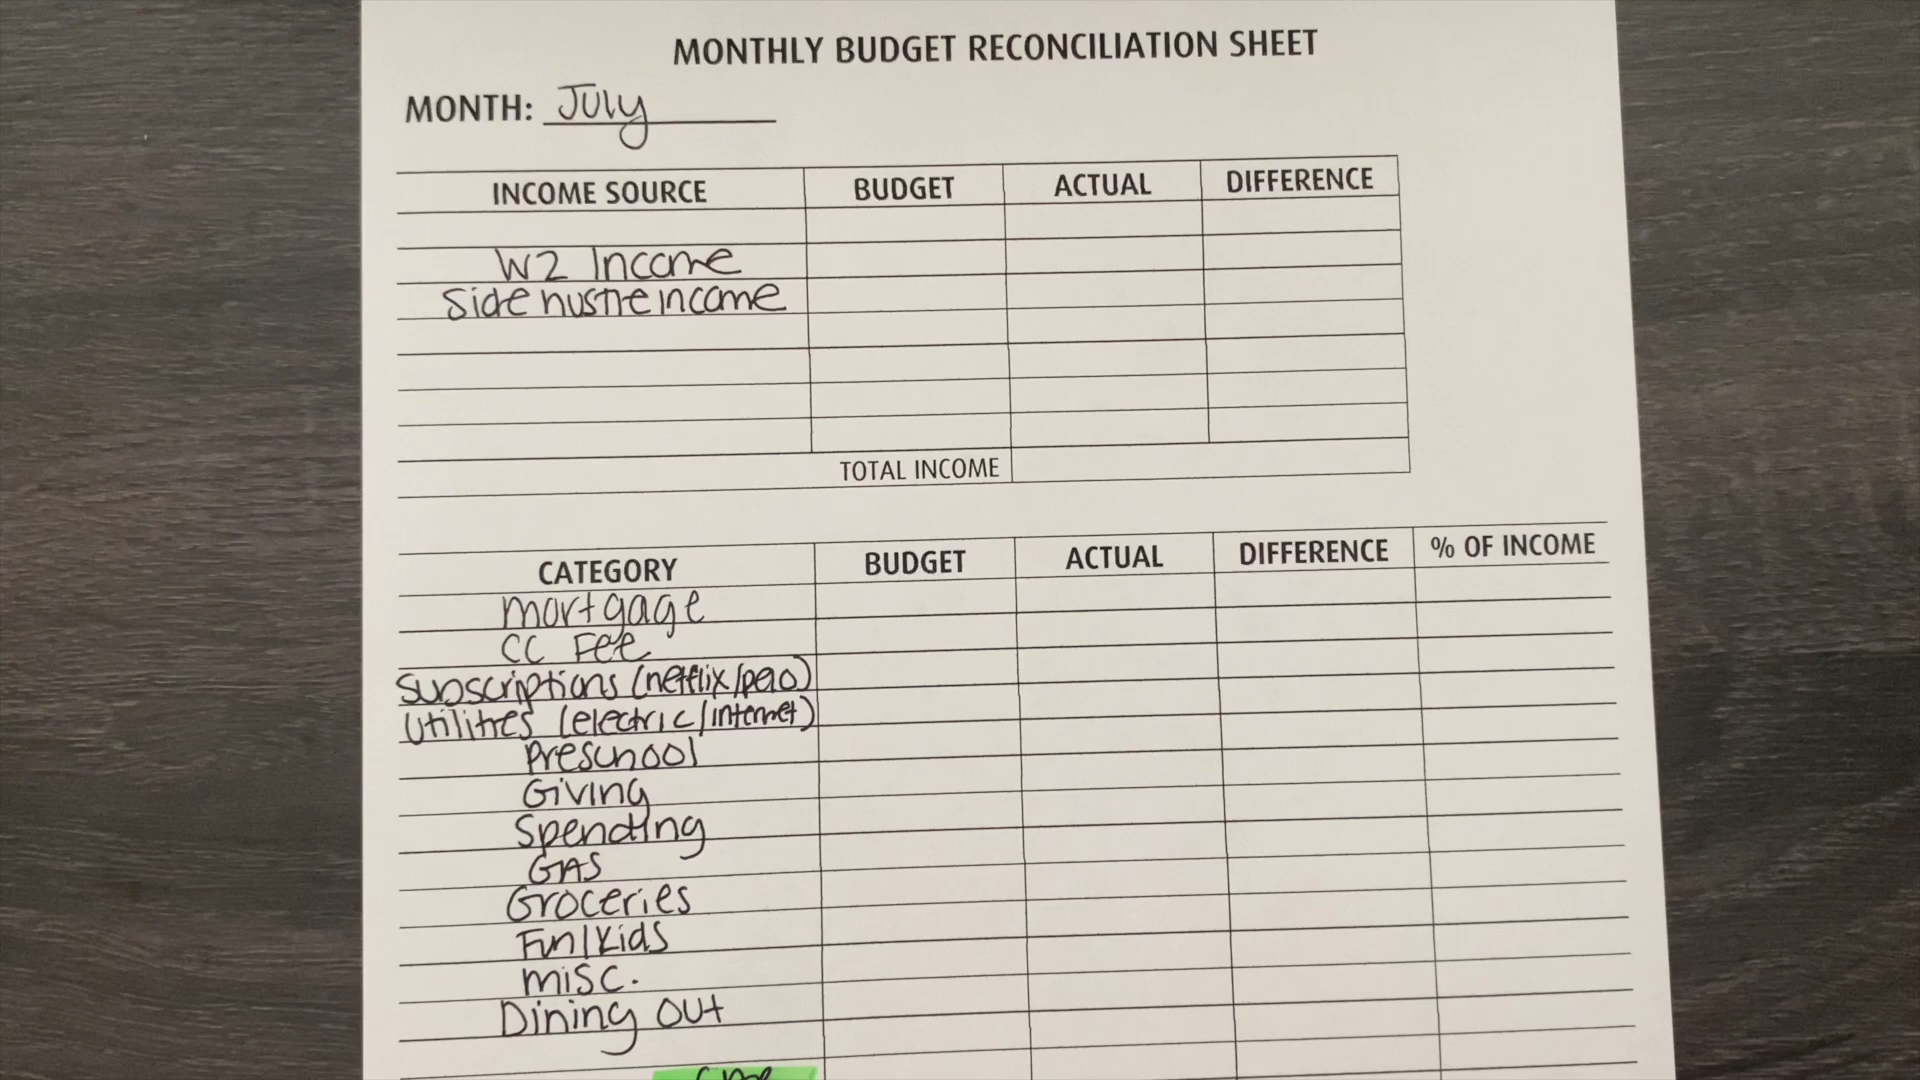 MONTHLY BUDGET RECONCILIATION SHEET
MONTH: July
INCOME SOURCE BUDGET ACTUAL DIFFERENCE
W2 Income
Side hustle income
TOTAL INCOME
CATEGORY BUDGET ACTUAL DIFFERENCE % OF INCOME
mortgage
CC Fee
subscriptions (netflix/pelo)
Utilities (electric/internet)
Preschool
Giving
Spending
GAS
Groceries
Fun/Kids
misc.
Dining Out